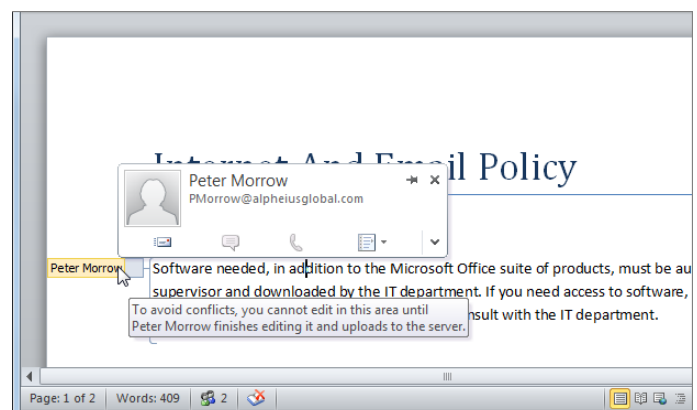 Internet And Email Policy
Peter Morrow
PMorrow@alpheiusglobal.com
Peter Morrow
Software needed, in addition to the Microsoft Office suite of products, must be au
supervisor and downloaded by the IT department. If you need access to software,
To avoid conflicts, you cannot edit in this area until
Peter Morrow finishes editing it and uploads to the server.
nsult with the IT department.
Page: 1 of 2 Words: 409 2